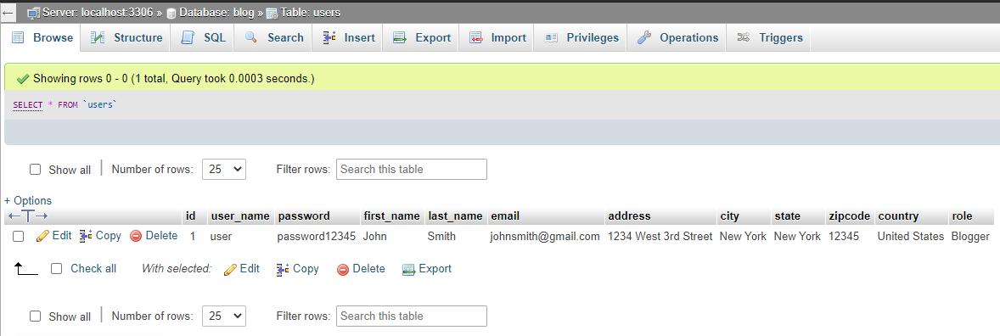 Server: localhost:3306 » Database: blog » Table: users
Browse Structure SQL Search Insert Export Import Privileges Operations Triggers
Showing rows 0 - 0 (1 total, Query took 0.0003 seconds.)
SELECT * FROM `users`
Show all Number of rows: 25 Filter rows: Search this table
+ Options
id user_name password first_name last_name email address city state zipcode country role
Edit Copy Delete 1 user password12345 John Smith johnsmith@gmail.com 1234 West 3rd Street New York New York 12345 United States Blogger
Check all With selected: Edit Copy Delete Export
Show all Number of rows: 25 Filter rows: Search this table